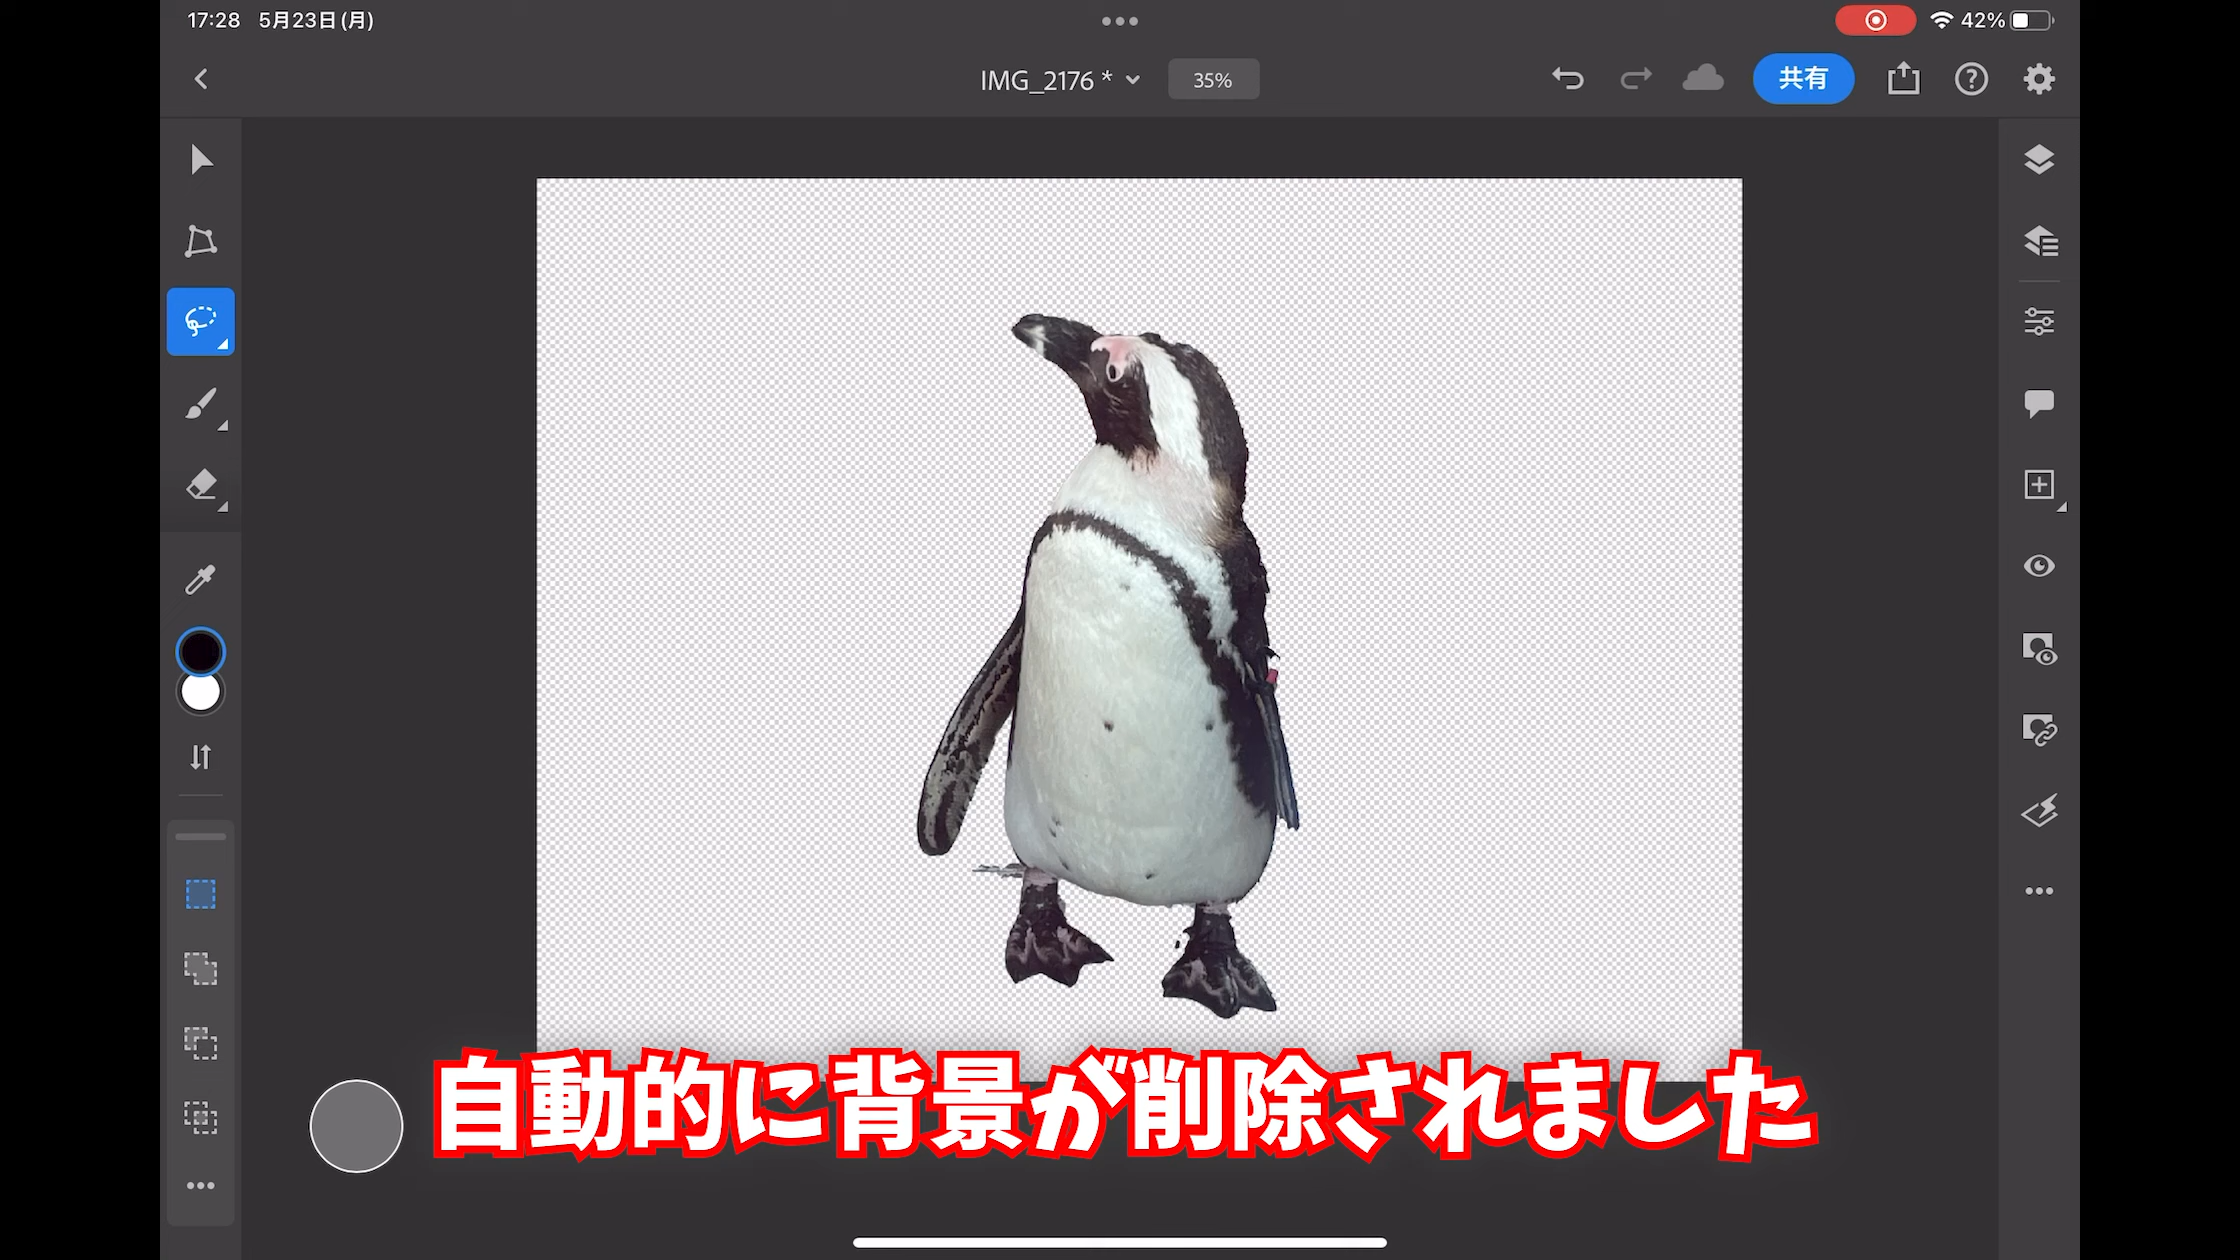 17:28 5月23日(月)
42%
IMG_2176 *
35%
共有
自動的に背景が削除されました